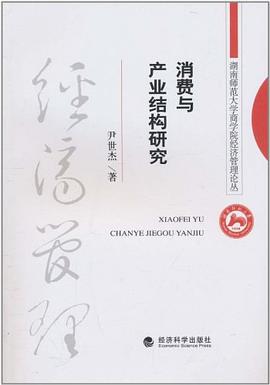 湖南师范大学商学院经济管理论丛
消费与
产业结构研究
尹世杰/著
XIAOFEI YU
CHANYE JIEGOU YANJIU
经济管理
经济科学出版社
Economic Science Press